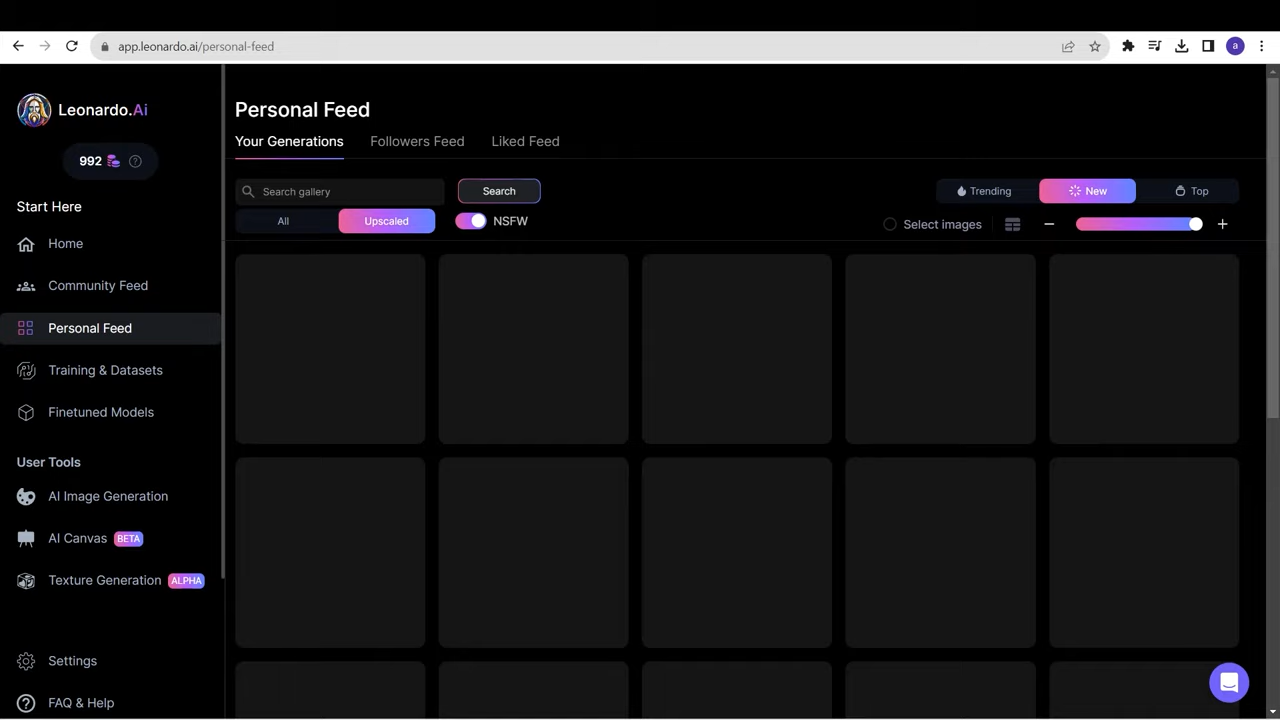 app.leonardo.ai/personal-feed
a
Leonardo.Ai
992
Start Here
Home
Community Feed
Personal Feed
Training & Datasets
Finetuned Models
User Tools
AI Image Generation
AI Canvas BETA
Texture Generation ALPHA
Settings
FAQ & Help
Personal Feed
Your Generations Followers Feed Liked Feed
Search gallery Search Trending New Top
All Upscaled NSFW Select images